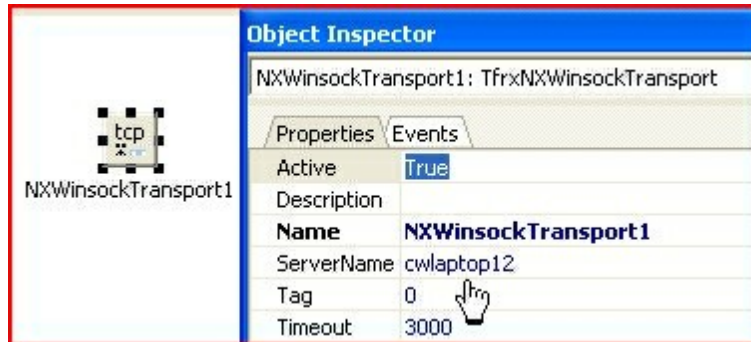 tcp
NXWinsockTransport1
Object Inspector
NXWinsockTransport1: TfrxNXWinsockTransport
Properties Events
Active True
Description
Name NXWinsockTransport1
ServerName cwlaptop12
Tag 0
Timeout 3000